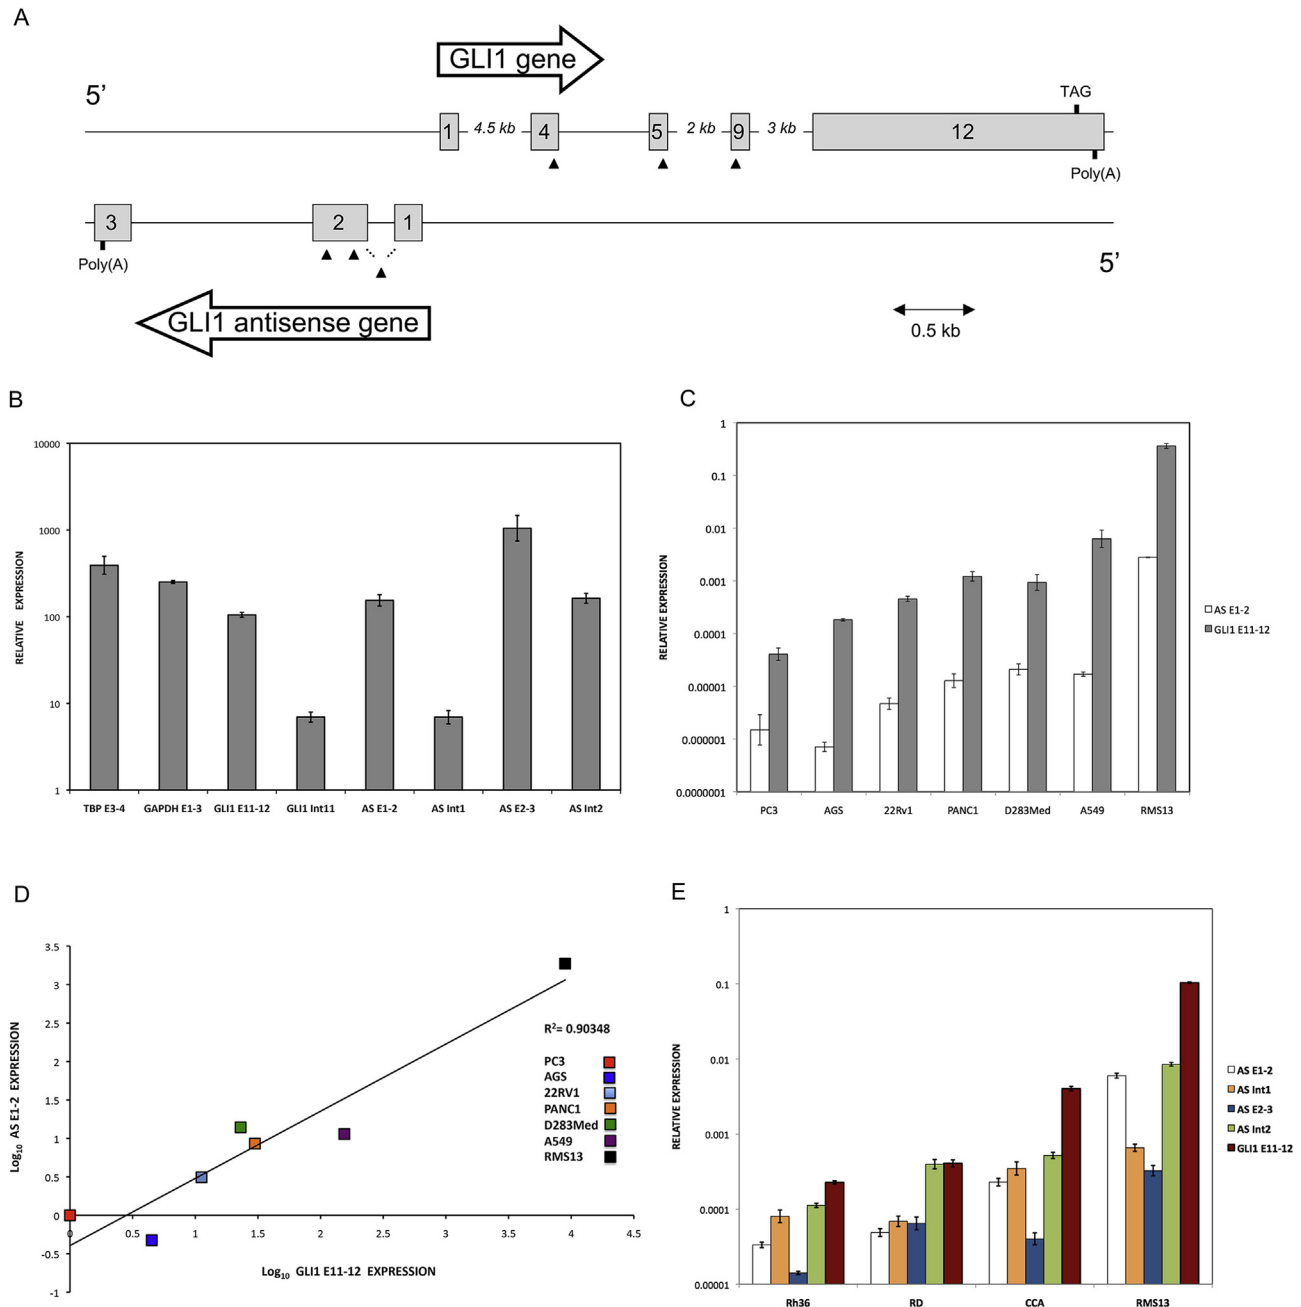 A
GLI1 gene
5'
TAG
1 4.5 kb 4 5 2 kb 9 3 kb 12
Poly(A)
3 2 1
Poly(A)
5'
GLI1 antisense gene
0.5 kb
B
RELATIVE EXPRESSION
10000
1000
100
10
1
TBP E3-4 GAPDH E1-3 GLI1 E11-12 GLI1 Int11 AS E1-2 AS Int1 AS E2-3 AS Int2
C
RELATIVE EXPRESSION
1
0.1
0.01
0.001
0.0001
0.00001
0.000001
0.0000001
PC3 AGS 22Rv1 PANC1 D283Med A549 RMS13
AS E1-2
GLI1 E11-12
D
Log10 AS E1-2 EXPRESSION
3.5
3
2.5
2
1.5
1
0.5
0
-0.5
-1
0 0.5 1 1.5 2 2.5 3 3.5 4 4.5
Log10 GLI1 E11-12 EXPRESSION
R2= 0.90348
PC3
AGS
22RV1
PANC1
D283Med
A549
RMS13
E
RELATIVE EXPRESSION
1
0.1
0.01
0.001
0.0001
0.00001
Rh36 RD CCA RMS13
AS E1-2
AS Int1
AS E2-3
AS Int2
GLI1 E11-12